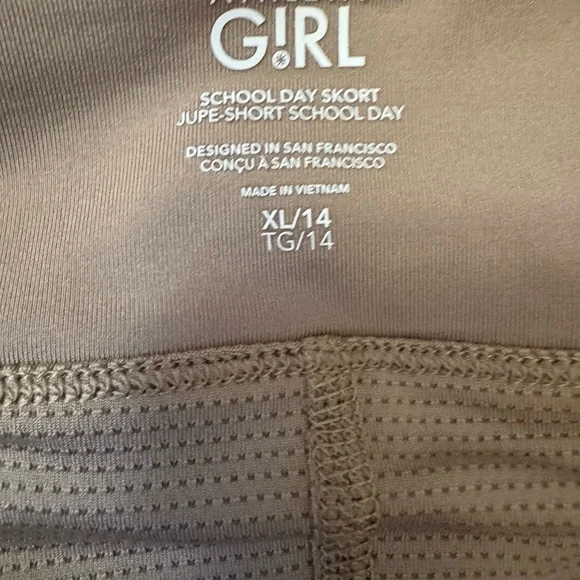 G!RL
SCHOOL DAY SKORT
JUPE-SHORT SCHOOL DAY
DESIGNED IN SAN FRANCISCO
CONÇU À SAN FRANCISCO
MADE IN VIETNAM
XL/14
TG/14